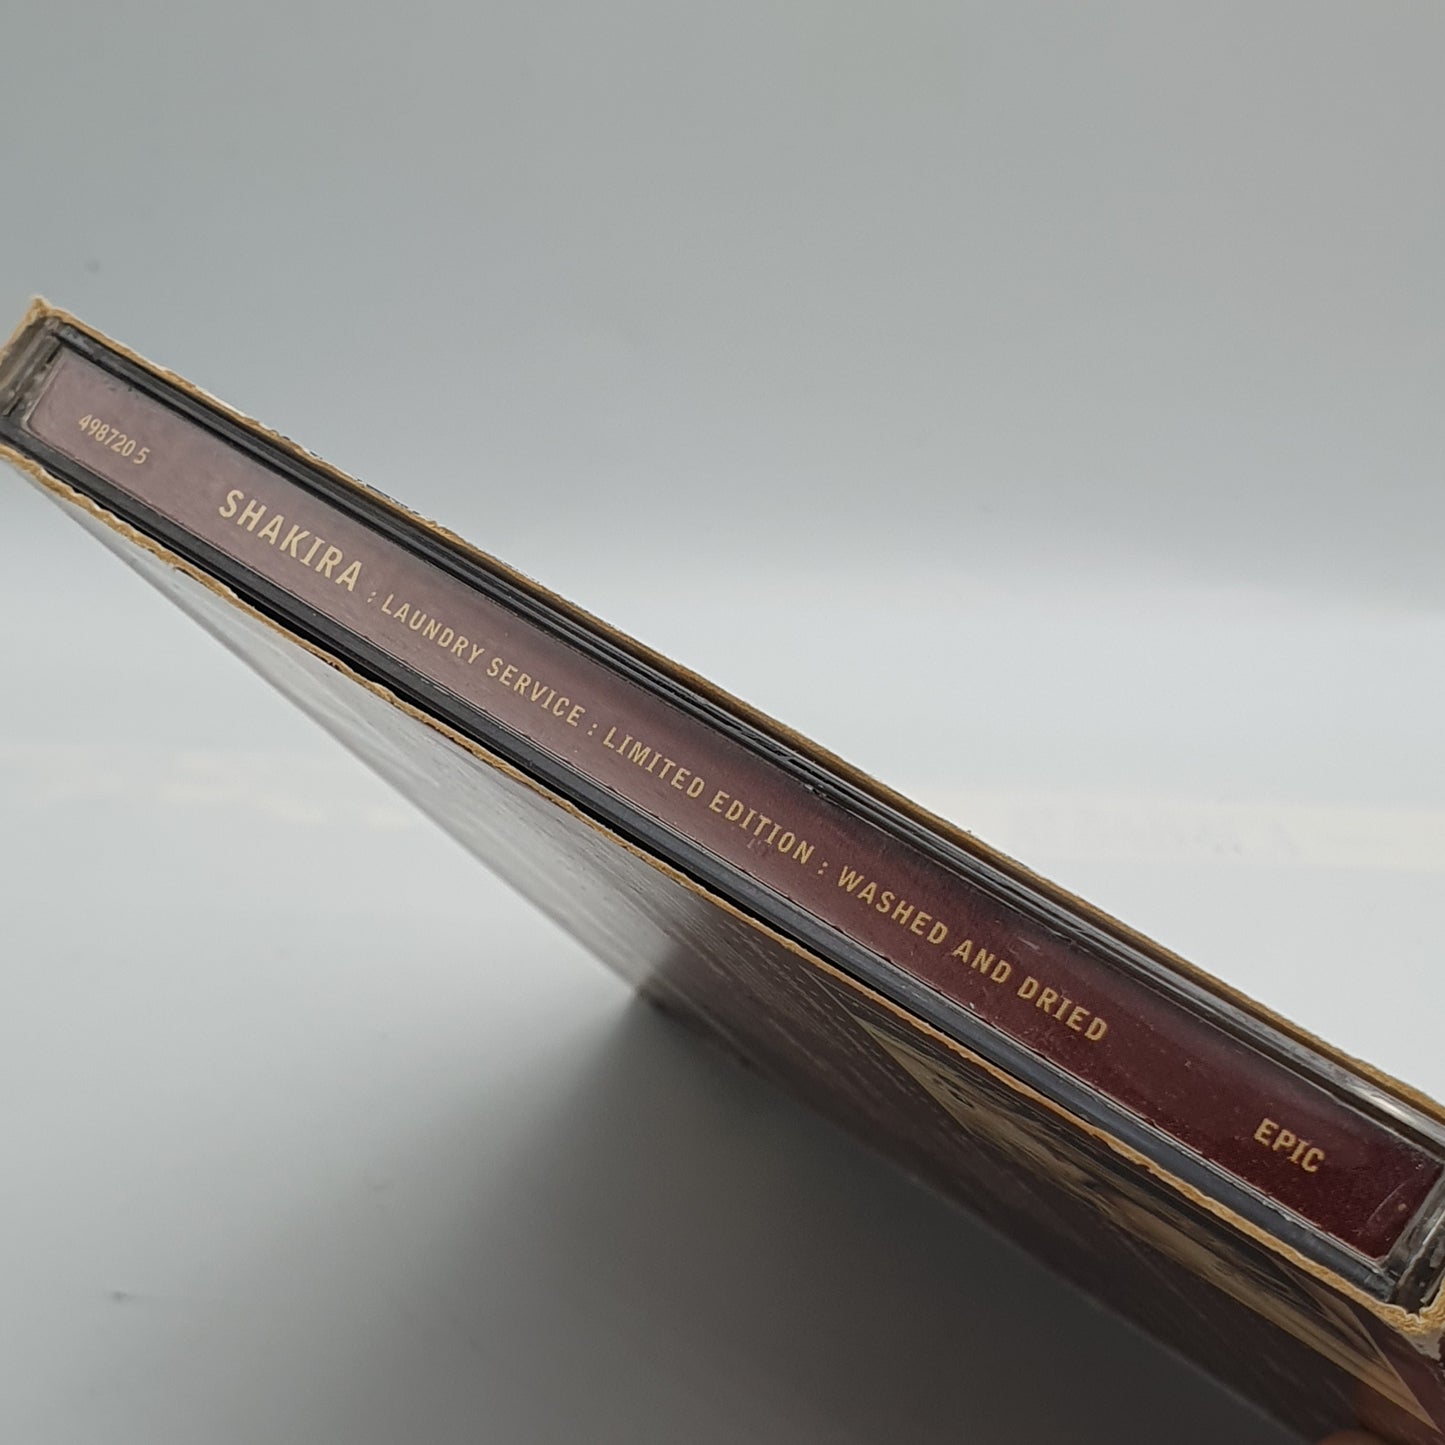 498720 5 SHAKIRA : LAUNDRY SERVICE : LIMITED EDITION : WASHED AND DRIED EPIC